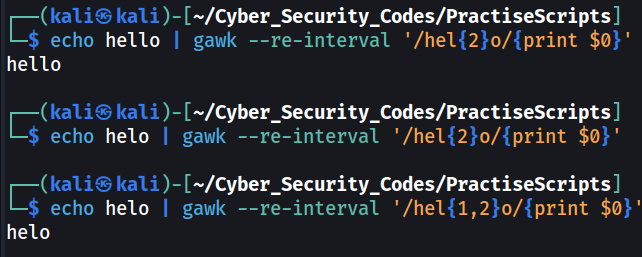 ┌──(kali㉿kali)-[~/Cyber_Security_Codes/PractiseScripts]
└─$ echo hello | gawk --re-interval '/hel{2}o/{print $0}'
hello
┌──(kali㉿kali)-[~/Cyber_Security_Codes/PractiseScripts]
└─$ echo helo | gawk --re-interval '/hel{2}o/{print $0}'
┌──(kali㉿kali)-[~/Cyber_Security_Codes/PractiseScripts]
└─$ echo helo | gawk --re-interval '/hel{1,2}o/{print $0}'
helo